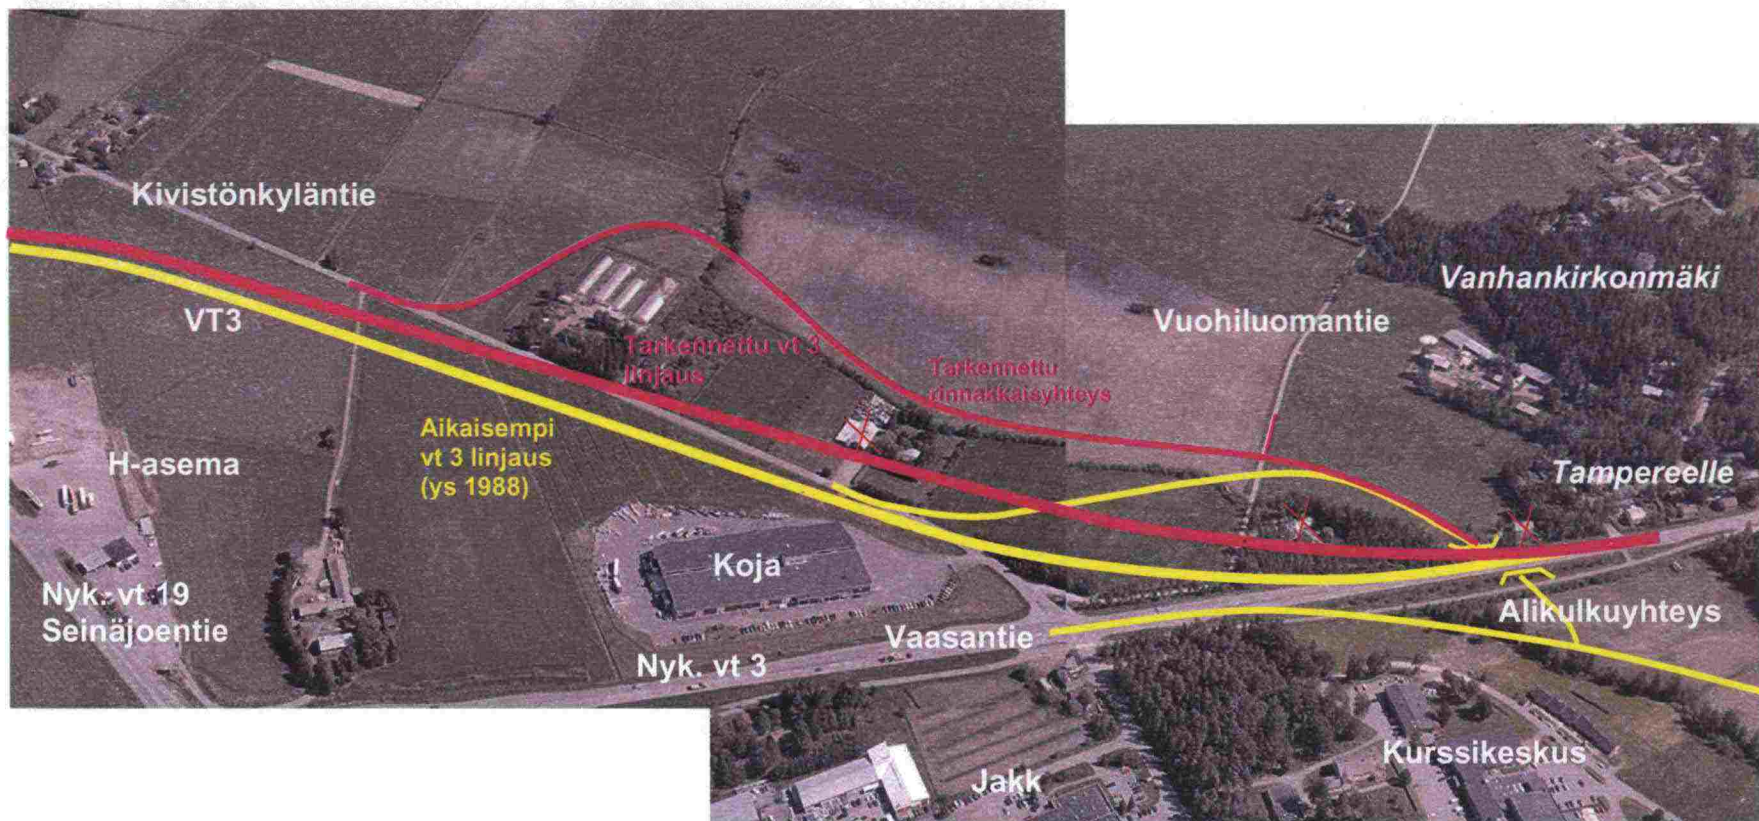 Kivistönkyläntie
Vanhankirkonmäki
VT3
Vuohiluomantie
Tarkennettu vt 3
linjaus
Tarkennettu
rinnakkaisyhteys
Aikaisempi
vt 3 linjaus
(ys 1988)
H-asema
Tampereelle
Koja
Nyk. vt 19
Seinäjoentie
Alikulkuyhteys
Vaasantie
Nyk. vt 3
Kurssikeskus
Jakk